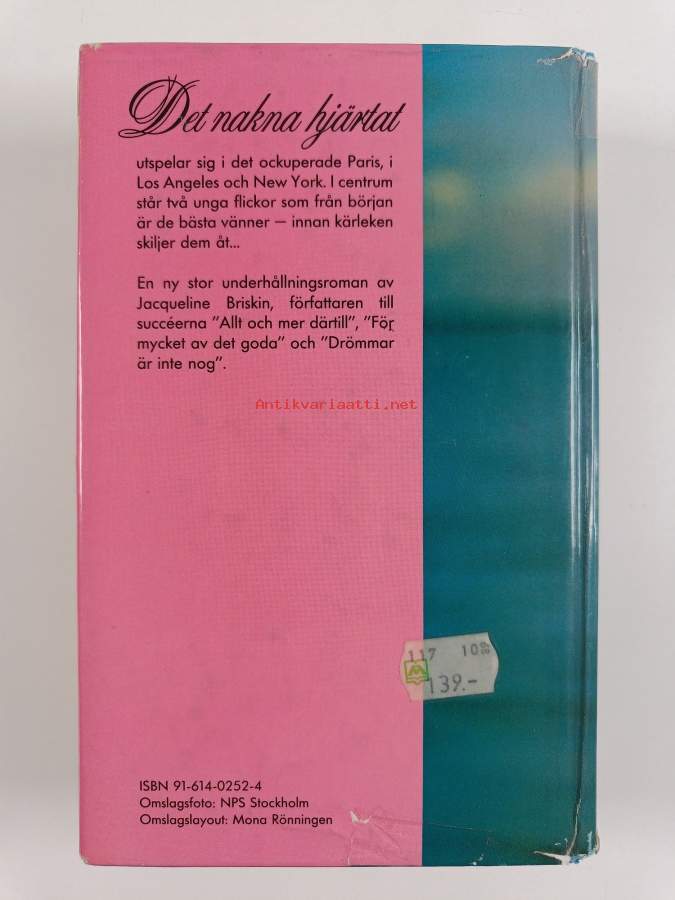 Det nakna hjärtat
utspelar sig i det ockuperade Paris, i
Los Angeles och New York. I centrum
står två unga flickor som från början
är de bästa vänner – innan kärleken
skiljer dem åt...
En ny stor underhållningsroman av
Jacqueline Briskin, författaren till
succéerna ”Allt och mer därtill”, ”För
mycket av det goda” och ”Drömmar
är inte nog”.
Antikvariaatti.net
117 10
139.-
ISBN 91-614-0252-4
Omslagsfoto: NPS Stockholm
Omslagslayout: Mona Rönningen